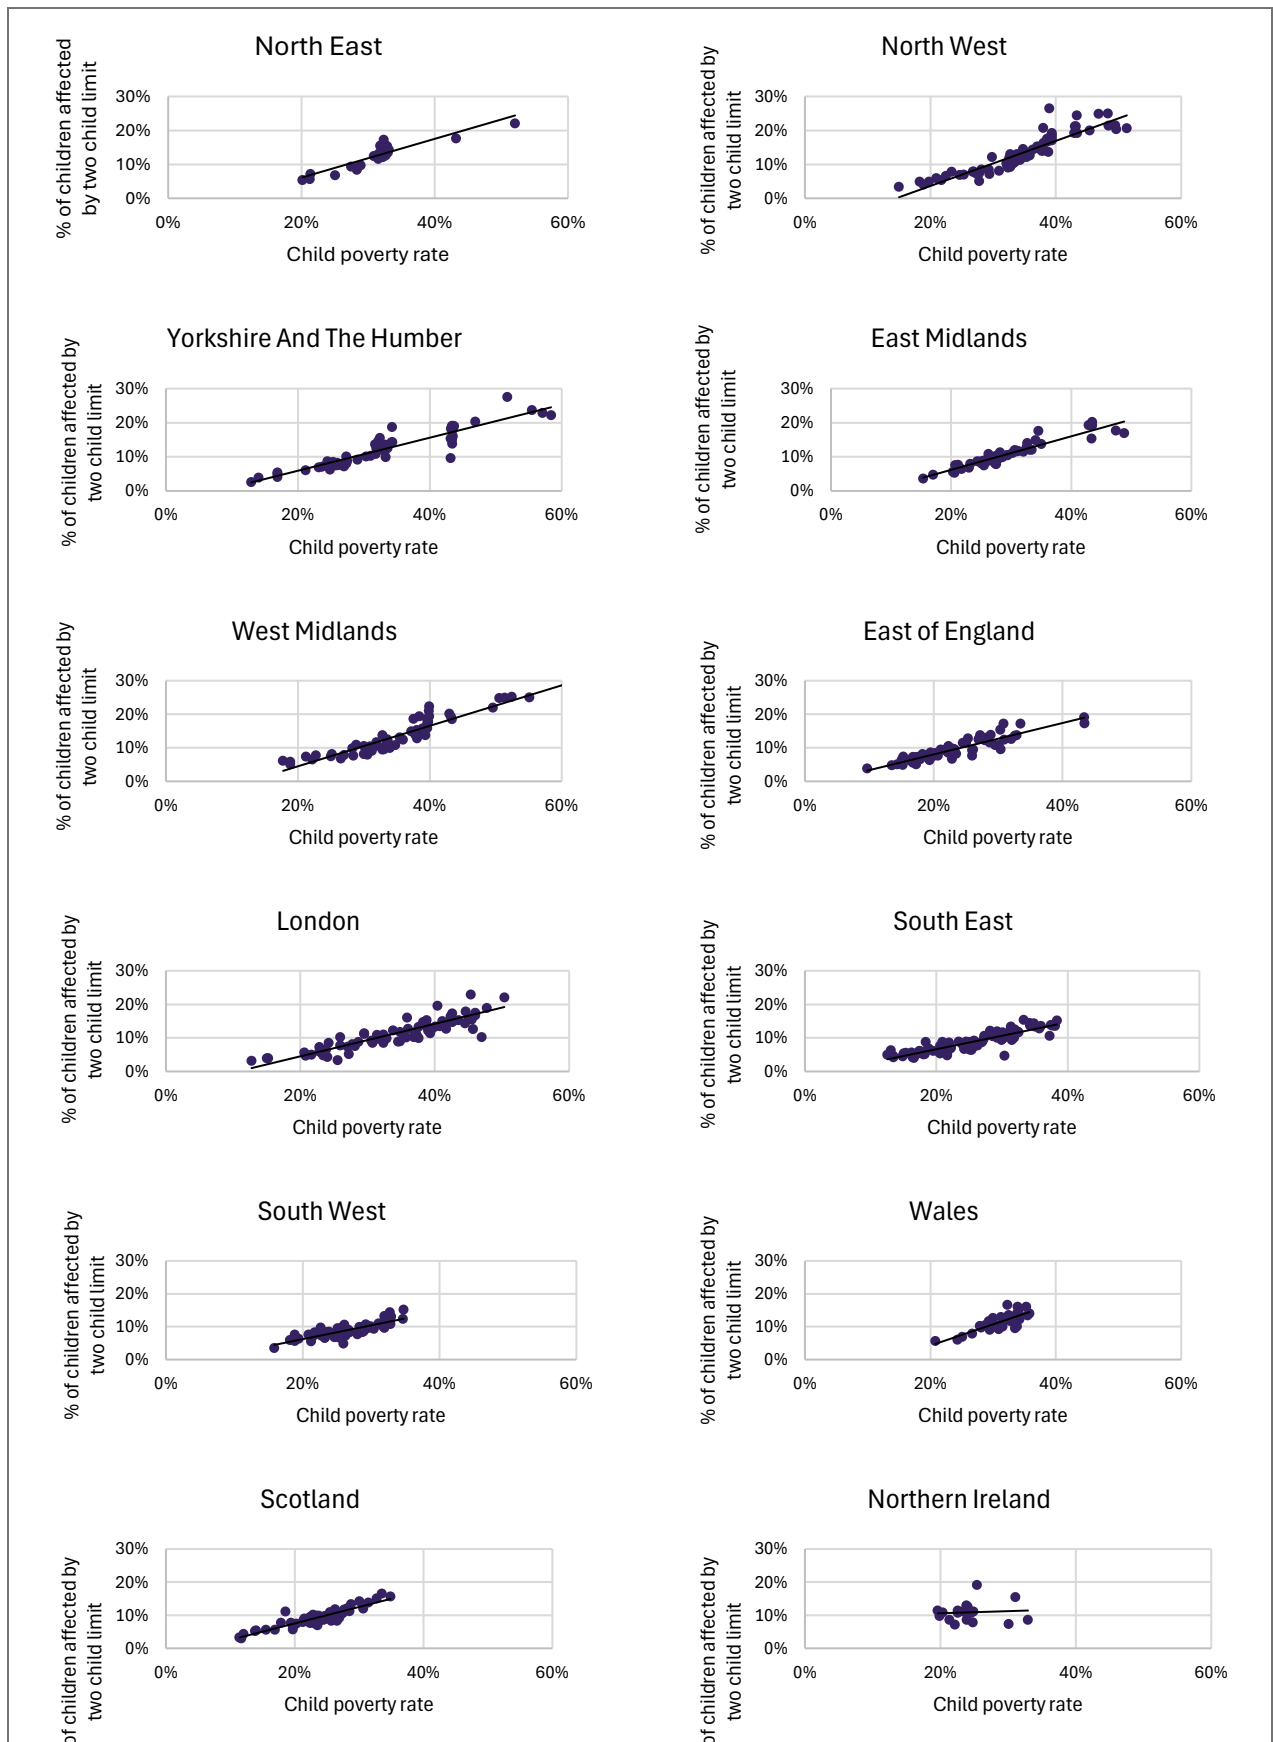 North East
% of children affected
by two child limit
30%
20%
10%
0%
0% 20% 40% 60%
Child poverty rate
North West
% of children affected by
two child limit
30%
20%
10%
0%
0% 20% 40% 60%
Child poverty rate
Yorkshire And The Humber
% of children affected by
two child limit
30%
20%
10%
0%
0% 20% 40% 60%
Child poverty rate
East Midlands
% of children affected by
two child limit
30%
20%
10%
0%
0% 20% 40% 60%
Child poverty rate
West Midlands
% of children affected by
two child limit
30%
20%
10%
0%
0% 20% 40% 60%
Child poverty rate
East of England
% of children affected by
two child limit
30%
20%
10%
0%
0% 20% 40% 60%
Child poverty rate
London
% of children affected by
two child limit
30%
20%
10%
0%
0% 20% 40% 60%
Child poverty rate
South East
% of children affected by
two child limit
30%
20%
10%
0%
0% 20% 40% 60%
Child poverty rate
South West
% of children affected by
two child limit
30%
20%
10%
0%
0% 20% 40% 60%
Child poverty rate
Wales
% of children affected by
two child limit
30%
20%
10%
0%
0% 20% 40% 60%
Child poverty rate
Scotland
of children affected by
two child limit
30%
20%
10%
0%
0% 20% 40% 60%
Child poverty rate
Northern Ireland
of children affected by
two child limit
30%
20%
10%
0%
0% 20% 40% 60%
Child poverty rate